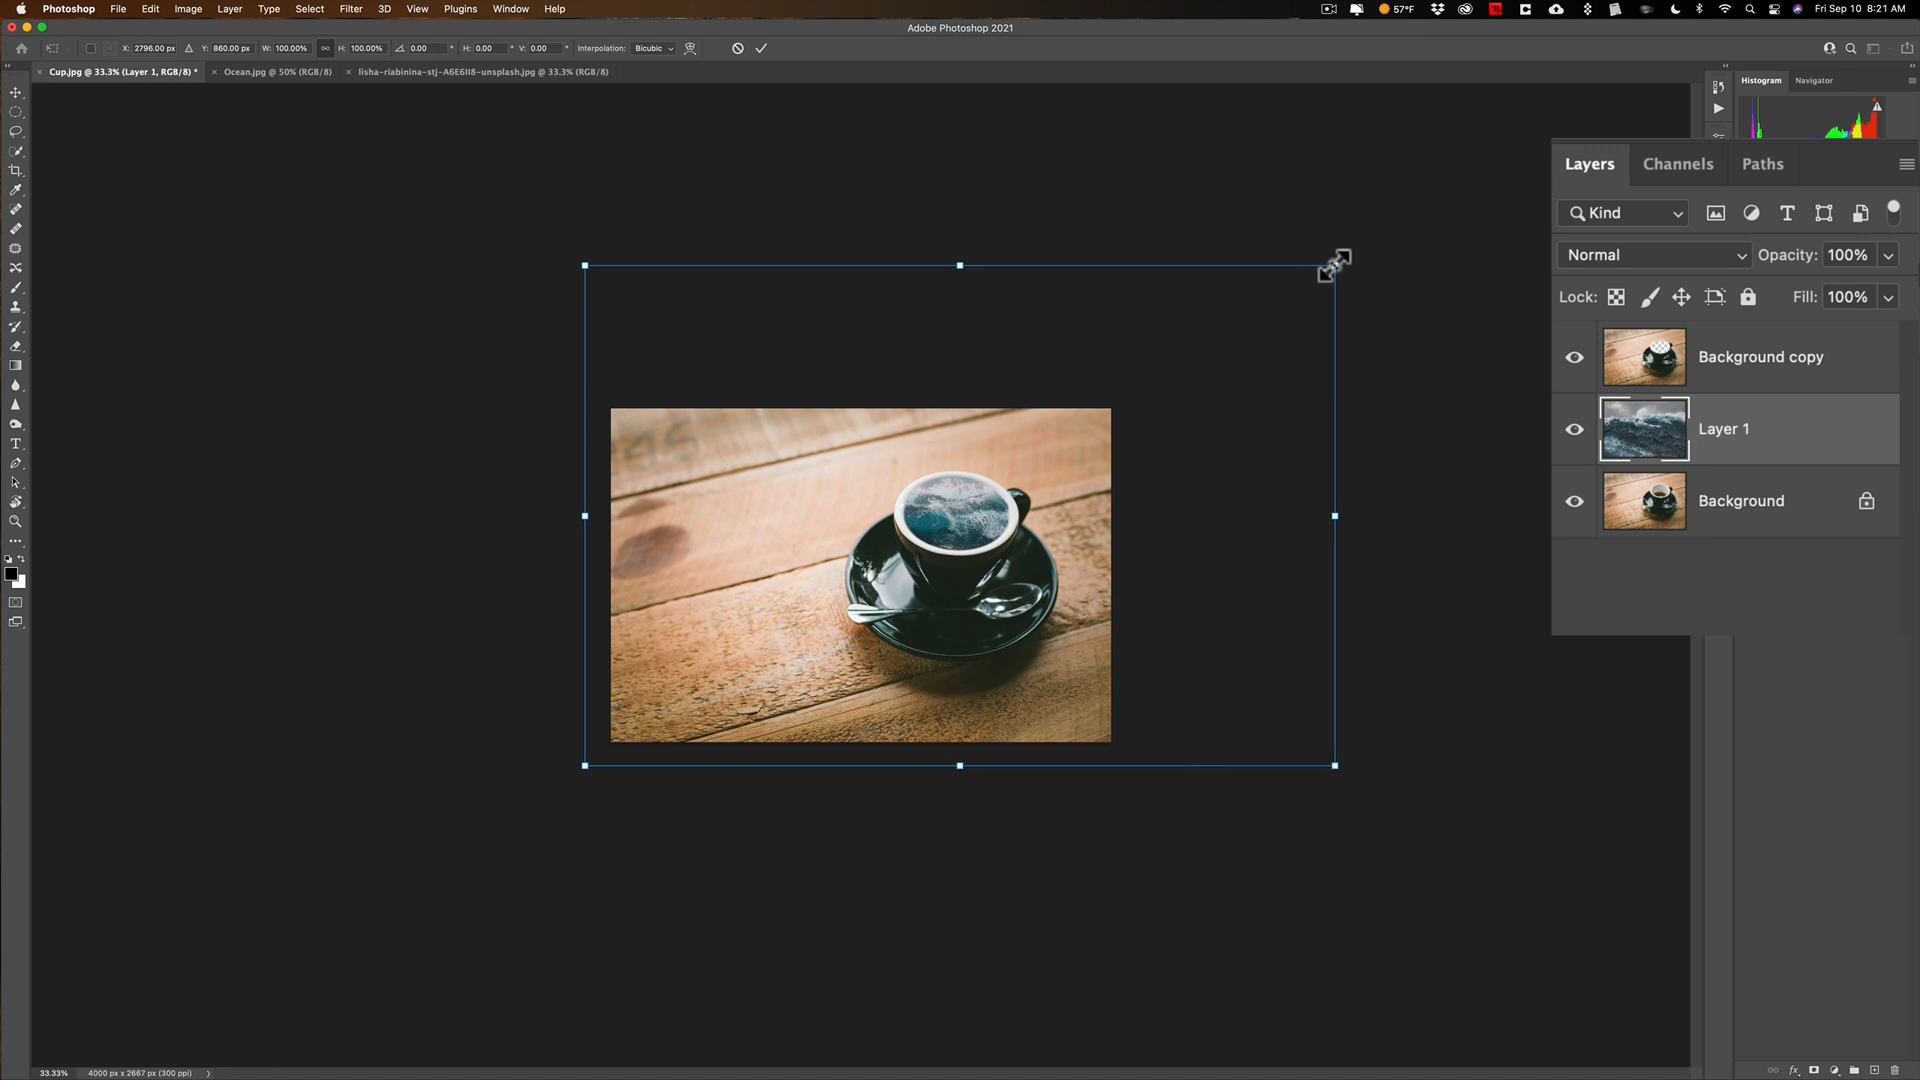 Photoshop File Edit Image Layer Type Select Filter 3D View Plugins Window Help 57°F Fri Sep 10 8:21 AM
Adobe Photoshop 2021
X: 2796.00 px Y: 860.00 px W: 100.00% H: 100.00% 0.00 ° H: 0.00 ° V: 0.00 ° Interpolation: Bicubic
Cup.jpg @ 33.3% (Layer 1, RGB/8) * Ocean.jpg @ 50% (RGB/8) lisha-riabinina-stj-A6E6II8-unsplash.jpg @ 33.3% (RGB/8)
Histogram Navigator
Layers Channels Paths
Kind
Normal Opacity: 100%
Lock: Fill: 100%
Background copy
Layer 1
Background
33.33% 4000 px x 2667 px (300 ppi)